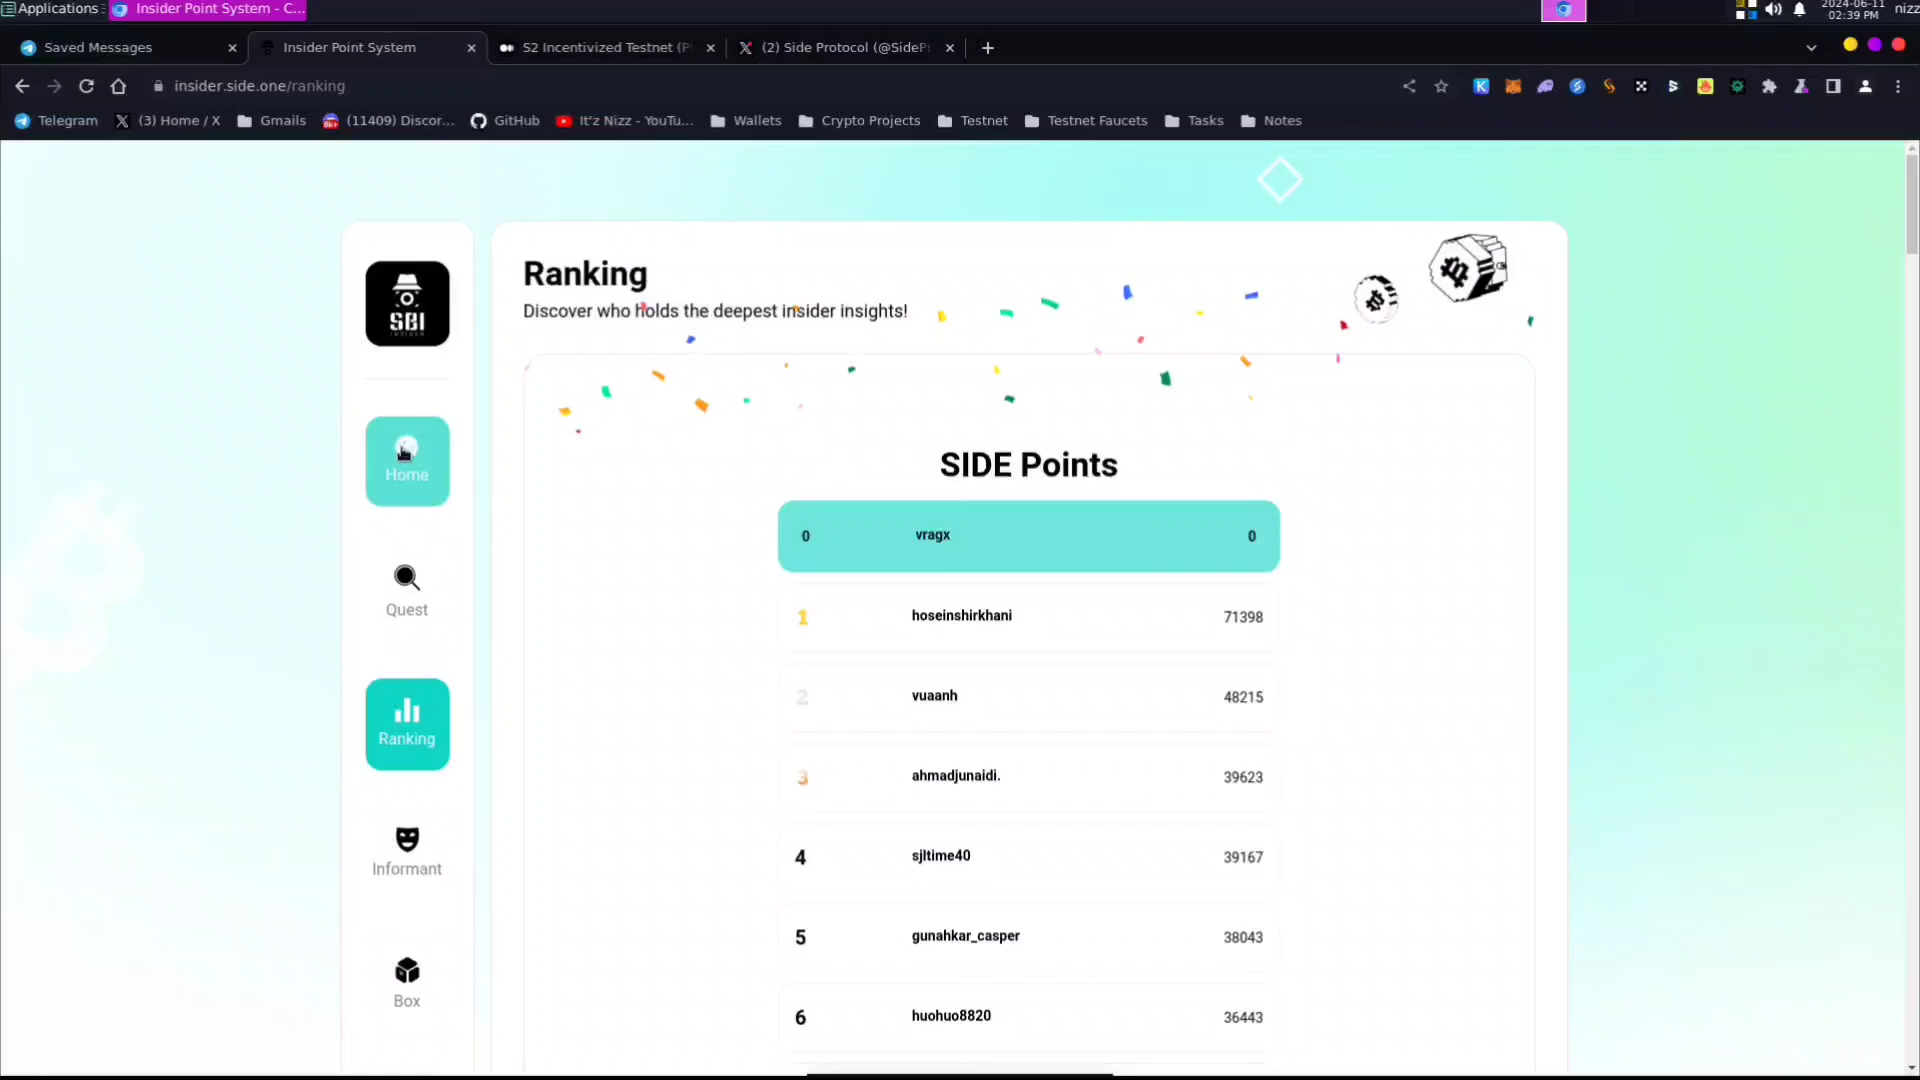 Applications
Insider Point System - C...
2024-06-11
02:39 PM
nizz
Saved Messages
Insider Point System
S2 Incentivized Testnet (P
(2) Side Protocol (@SideP
insider.side.one/ranking
Telegram
(3) Home / X
Gmails
(11409) Discor...
GitHub
It'z Nizz - YouTu...
Wallets
Crypto Projects
Testnet
Testnet Faucets
Tasks
Notes
SBI
Home
Quest
Ranking
Informant
Box
Ranking
Discover who holds the deepest insider insights!
SIDE Points
0 vragx 0
1 hoseinshirkhani 71398
2 vuaanh 48215
3 ahmadjunaidi. 39623
4 sjltime40 39167
5 gunahkar_casper 38043
6 huohuo8820 36443